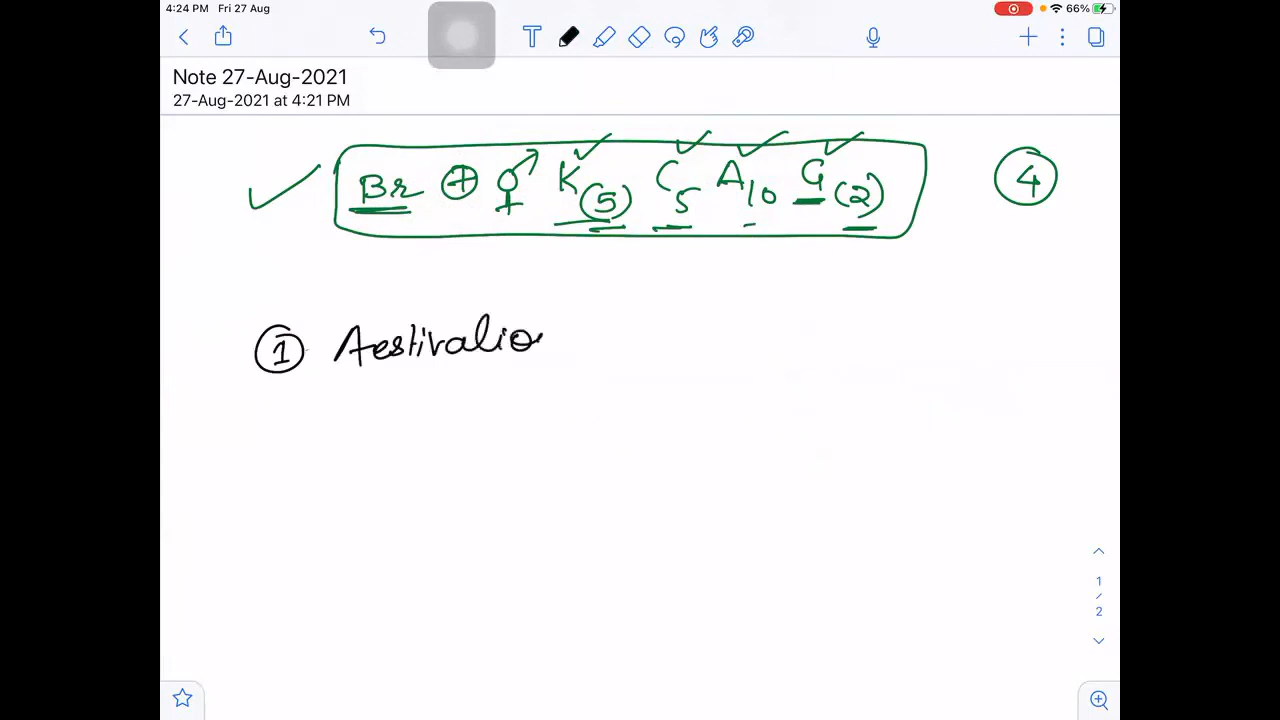 4:24 PM Fri 27 Aug 66%
T
Note 27-Aug-2021
27-Aug-2021 at 4:21 PM
Br ⊕ ⚥ K(5) C5 A10 G(2) 4
1 Aestivatio
1
2